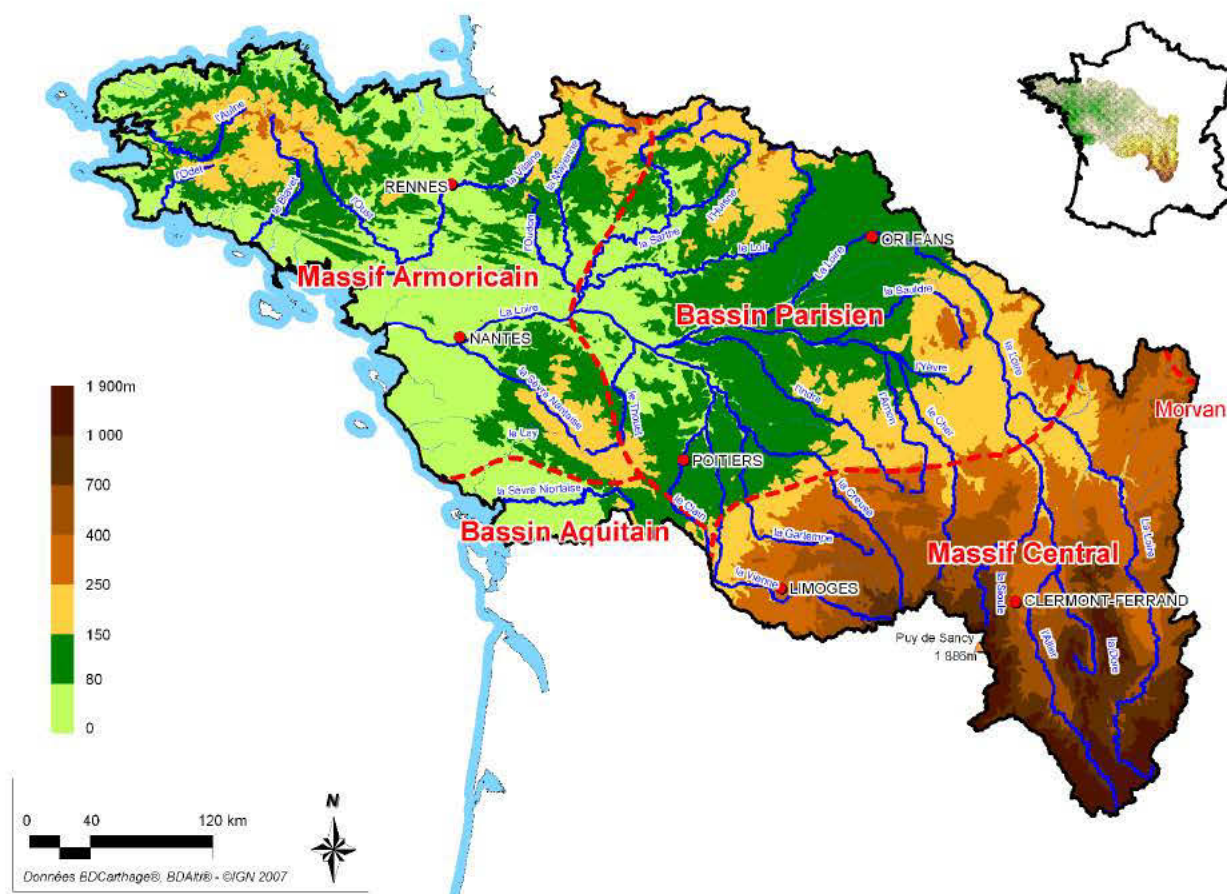 l'Aulne
l'Odet
le Blavet
l'Oust
RENNES
la Vilaine
la Mayenne
l'Oudon
l'Huisne
la Sarthe
le Loir
La Loire
ORLEANS
Massif Armoricain
Bassin Parisien
la Sauldre
La Loire
NANTES
la Loire
l'Yèvre
la Sèvre Nantaise
le Thouet
l'Indre
l'Arnon
le Cher
Morvan
le Lay
POITIERS
la Sèvre Niortaise
le Clain
la Creuse
Bassin Aquitain
la Gartempe
Massif Central
La Loire
la Vienne
LIMOGES
la Sioule
CLERMONT-FERRAND
Puy de Sancy
1 886m
l'Allier
la Dore
1 900m
1 000
700
400
250
150
80
0
0 40 120 km
N
Données BDCarthage®, BDAlti® - ©IGN 2007